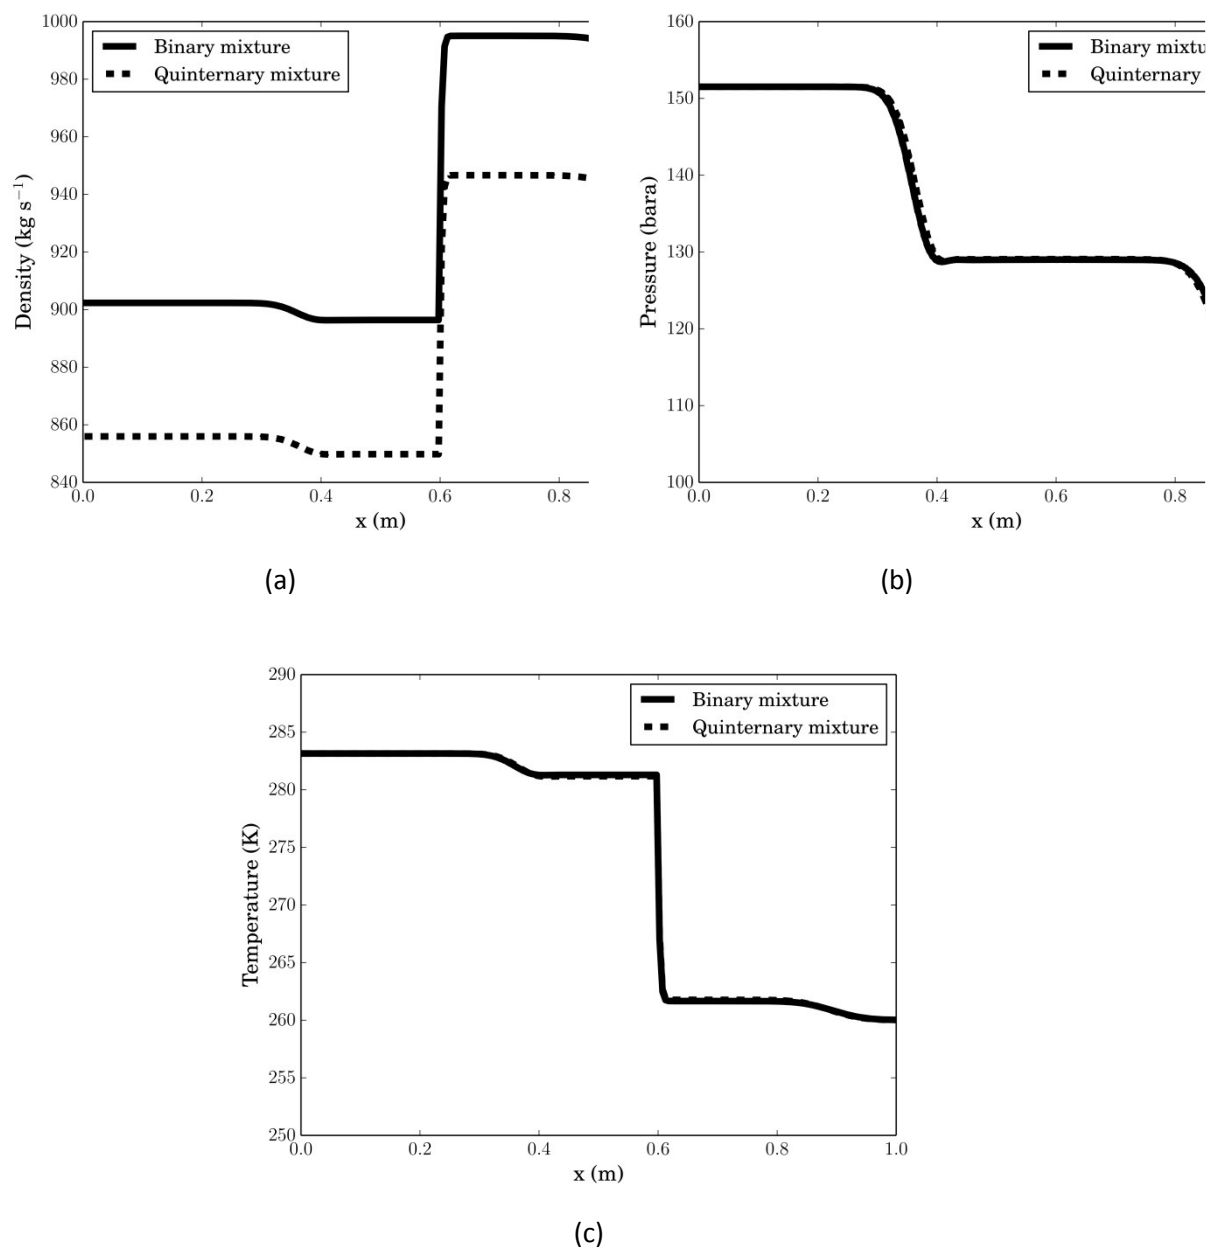 1000
980
960
940
920
900
880
860
840
Density (kg s⁻¹)
Binary mixture
Quinternary mixture
0.0 0.2 0.4 0.6 0.8
x (m)
(a)
160
150
140
130
120
110
100
Pressure (bara)
Binary mixtu
Quinternary
0.0 0.2 0.4 0.6 0.8
x (m)
(b)
290
285
280
275
270
265
260
255
250
Temperature (K)
Binary mixture
Quinternary mixture
0.0 0.2 0.4 0.6 0.8 1.0
x (m)
(c)